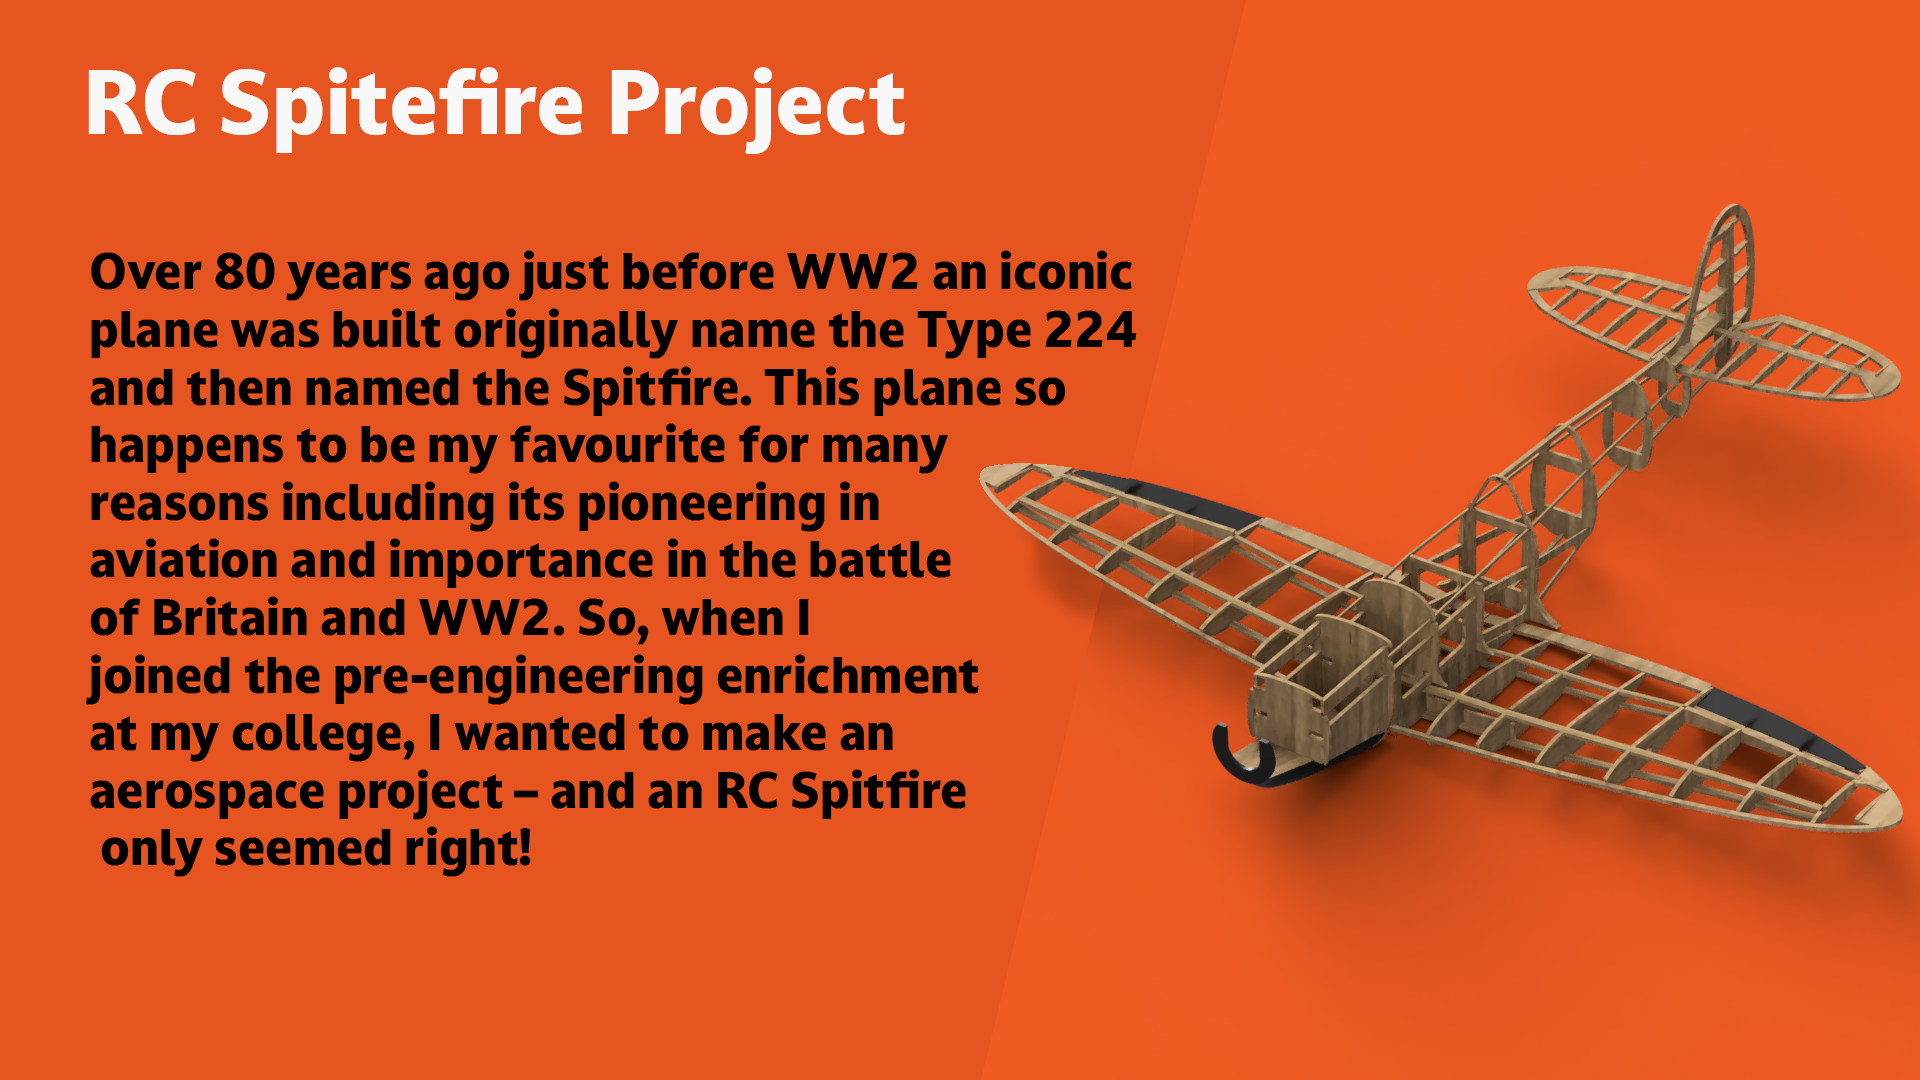 RC Spitefire Project
Over 80 years ago just before WW2 an iconic
plane was built originally name the Type 224
and then named the Spitfire. This plane so
happens to be my favourite for many
reasons including its pioneering in
aviation and importance in the battle
of Britain and WW2. So, when I
joined the pre-engineering enrichment
at my college, I wanted to make an
aerospace project – and an RC Spitfire
only seemed right!